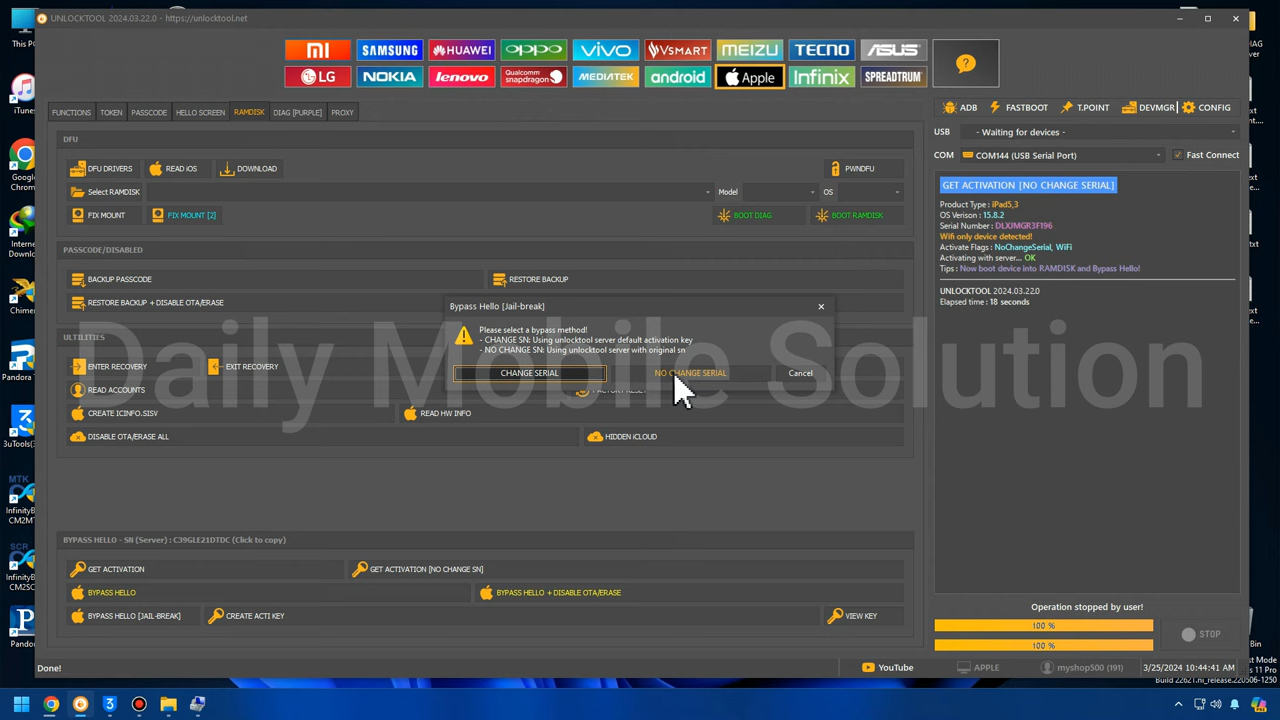 This PC
UNLOCKTOOL 2024.03.22.0 - https://unlocktool.net
MI SAMSUNG HUAWEI oppo vivo VSMART MEIZU TECNO ASUS
LG NOKIA lenovo Qualcomm snapdragon MEDIATEK android Apple Infinix SPREADTRUM
?
FUNCTIONS TOKEN PASSCODE HELLO SCREEN RAMDISK DIAG [PURPLE] PROXY
ADB FASTBOOT T.POINT DEVMGR CONFIG
DFU
USB - Waiting for devices -
COM COM144 (USB Serial Port) Fast Connect
DFU DRIVERS READ iOS DOWNLOAD PWNDFU
Select RAMDISK Model OS
FIX MOUNT FIX MOUNT [2] BOOT DIAG BOOT RAMDISK
PASSCODE/DISABLED
BACKUP PASSCODE RESTORE BACKUP
RESTORE BACKUP + DISABLE OTA/ERASE
ULTILITIES
ENTER RECOVERY EXIT RECOVERY
READ ACCOUNTS
CREATE ICINFO.SISV READ HW INFO
DISABLE OTA/ERASE ALL HIDDEN iCLOUD
Bypass Hello [Jail-break]
Please select a bypass method!
- CHANGE SN: Using unlocktool server default activation key
- NO CHANGE SN: Using unlocktool server with original sn
CHANGE SERIAL NO CHANGE SERIAL Cancel
Daily Mobile Solution
GET ACTIVATION [NO CHANGE SERIAL]
Product Type : iPad5,3
OS Verison : 15.8.2
Serial Number : DLXJMGR3F196
Wifi only device detected!
Activate Flags : NoChangeSerial, WiFi
Activating with server... OK
Tips : Now boot device into RAMDISK and Bypass Hello!
UNLOCKTOOL 2024.03.22.0
Elapsed time : 18 seconds
BYPASS HELLO - SN (Server) : C39GLE21DTDC (Click to copy)
GET ACTIVATION GET ACTIVATION [NO CHANGE SN]
BYPASS HELLO BYPASS HELLO + DISABLE OTA/ERASE
BYPASS HELLO [JAIL-BREAK] CREATE ACTI KEY VIEW KEY
Operation stopped by user!
100 %
100 %
STOP
Done!
YouTube APPLE myshop500 (191) 3/25/2024 10:44:41 AM